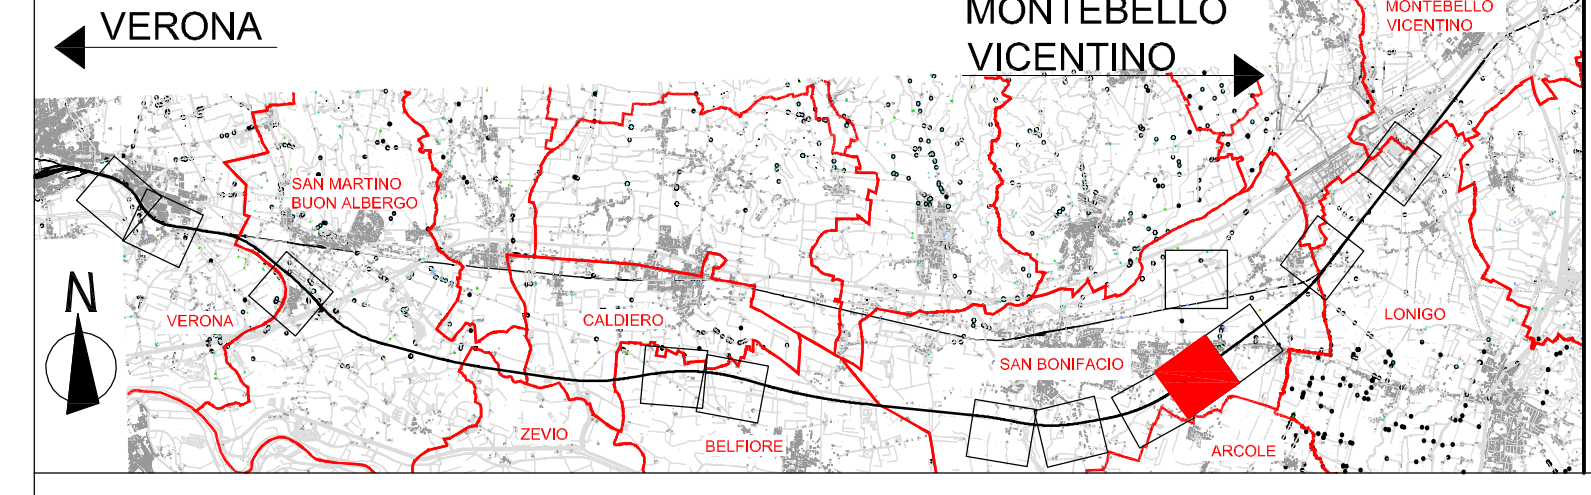 VERONA
MONTEBELLO
VICENTINO
MONTEBELLO
VICENTINO
SAN MARTINO
BUON ALBERGO
N
VERONA
CALDIERO
LONIGO
SAN BONIFACIO
ZEVIO
BELFIORE
ARCOLE